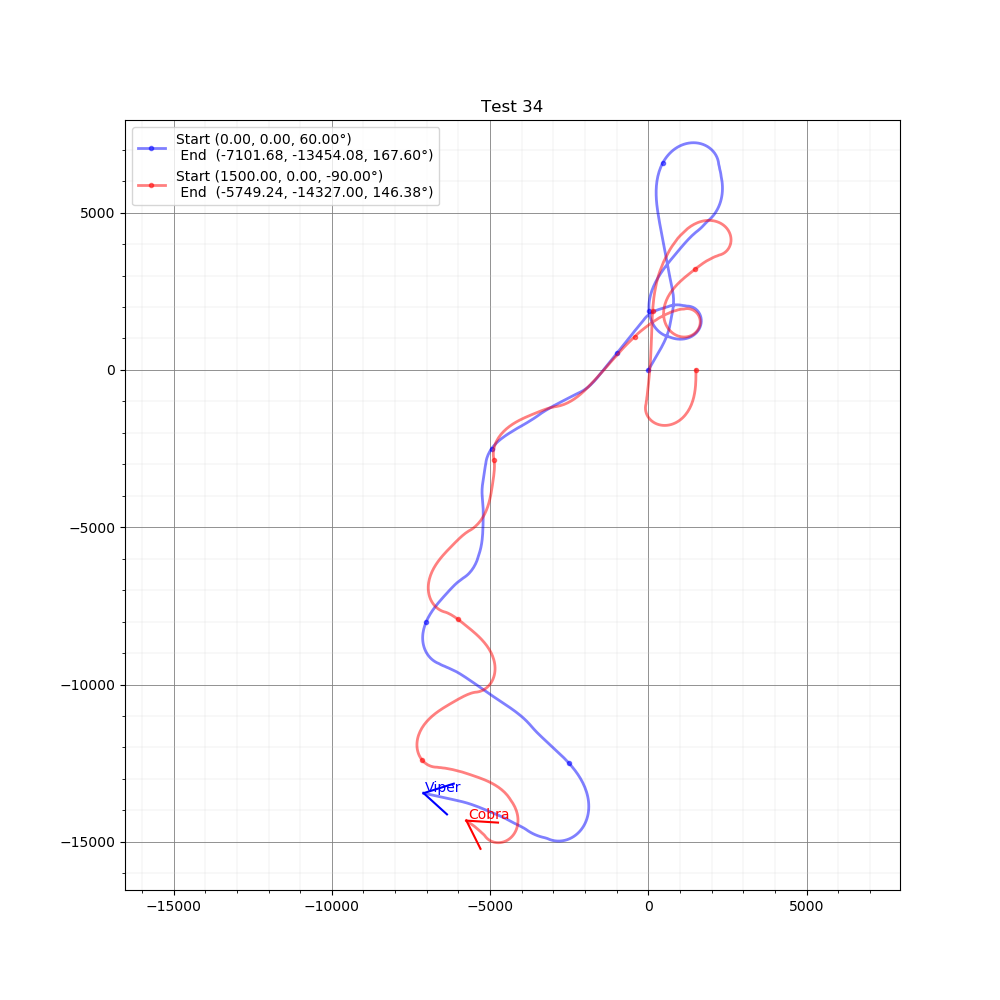 Test 34
Start (0.00, 0.00, 60.00°)
End  (-7101.68, -13454.08, 167.60°)
Start (1500.00, 0.00, -90.00°)
End  (-5749.24, -14327.00, 146.38°)
5000
0
−5000
−10000
−15000
Viper
Cobra
−15000
−10000
−5000
0
5000